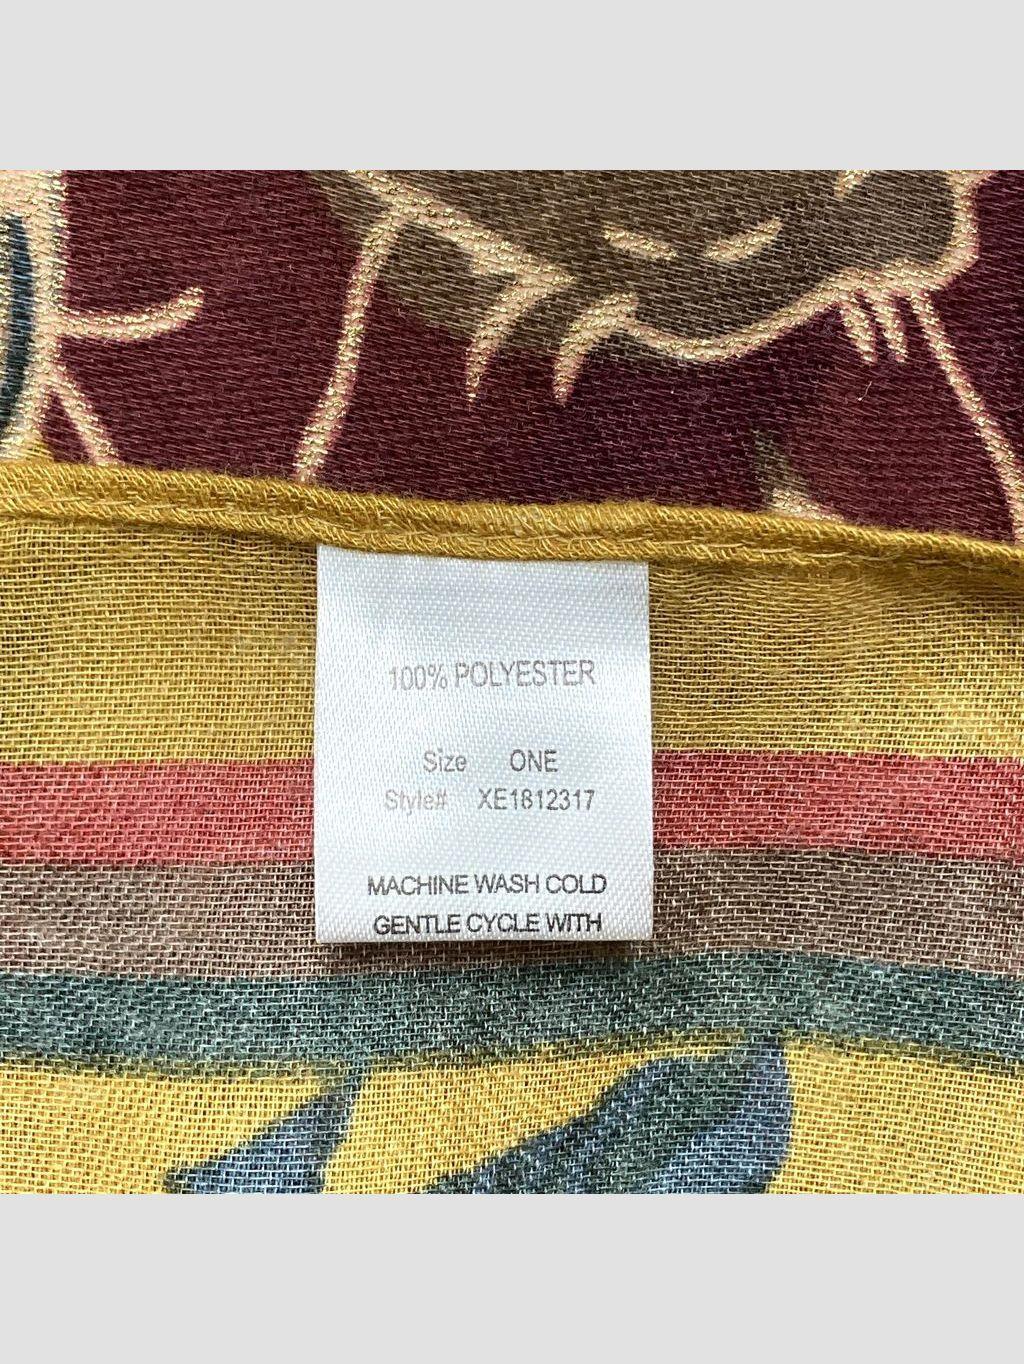 100% POLYESTER
Size ONE
Style# XE1812317
MACHINE WASH COLD
GENTLE CYCLE WITH